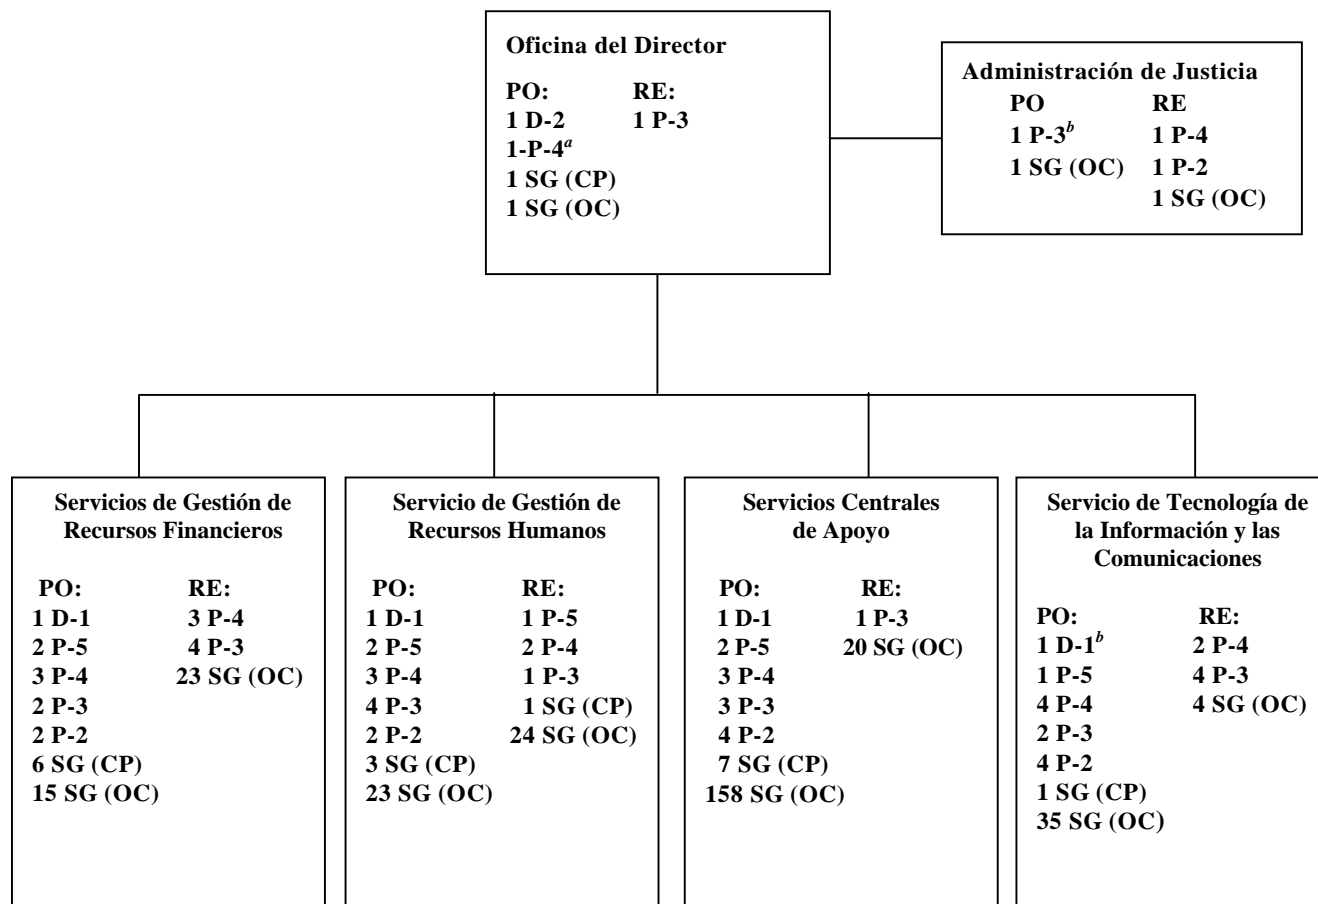 Oficina del Director
PO: RE:
1 D-2 1 P-3
1-P-4a
1 SG (CP)
1 SG (OC)
Administración de Justicia
PO RE
1 P-3b 1 P-4
1 SG (OC) 1 P-2
1 SG (OC)
Servicios de Gestión de
Recursos Financieros
PO: RE:
1 D-1 3 P-4
2 P-5 4 P-3
3 P-4 23 SG (OC)
2 P-3
2 P-2
6 SG (CP)
15 SG (OC)
Servicio de Gestión de
Recursos Humanos
PO: RE:
1 D-1 1 P-5
2 P-5 2 P-4
3 P-4 1 P-3
4 P-3 1 SG (CP)
2 P-2 24 SG (OC)
3 SG (CP)
23 SG (OC)
Servicios Centrales
de Apoyo
PO: RE:
1 D-1 1 P-3
2 P-5 20 SG (OC)
3 P-4
3 P-3
4 P-2
7 SG (CP)
158 SG (OC)
Servicio de Tecnología de
la Información y las
Comunicaciones
PO: RE:
1 D-1b 2 P-4
1 P-5 4 P-3
4 P-4 4 SG (OC)
2 P-3
4 P-2
1 SG (CP)
35 SG (OC)